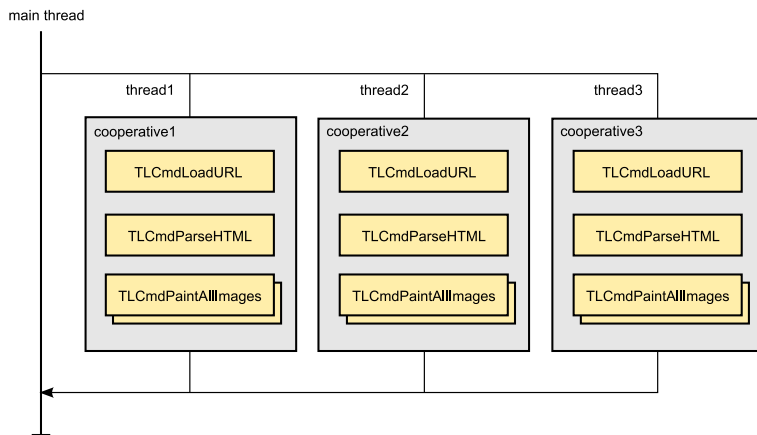 main thread
thread1
thread2
thread3
cooperative1
cooperative2
cooperative3
TLCmdLoadURL
TLCmdLoadURL
TLCmdLoadURL
TLCmdParseHTML
TLCmdParseHTML
TLCmdParseHTML
TLCmdPaintAllImages
TLCmdPaintAllImages
TLCmdPaintAllImages